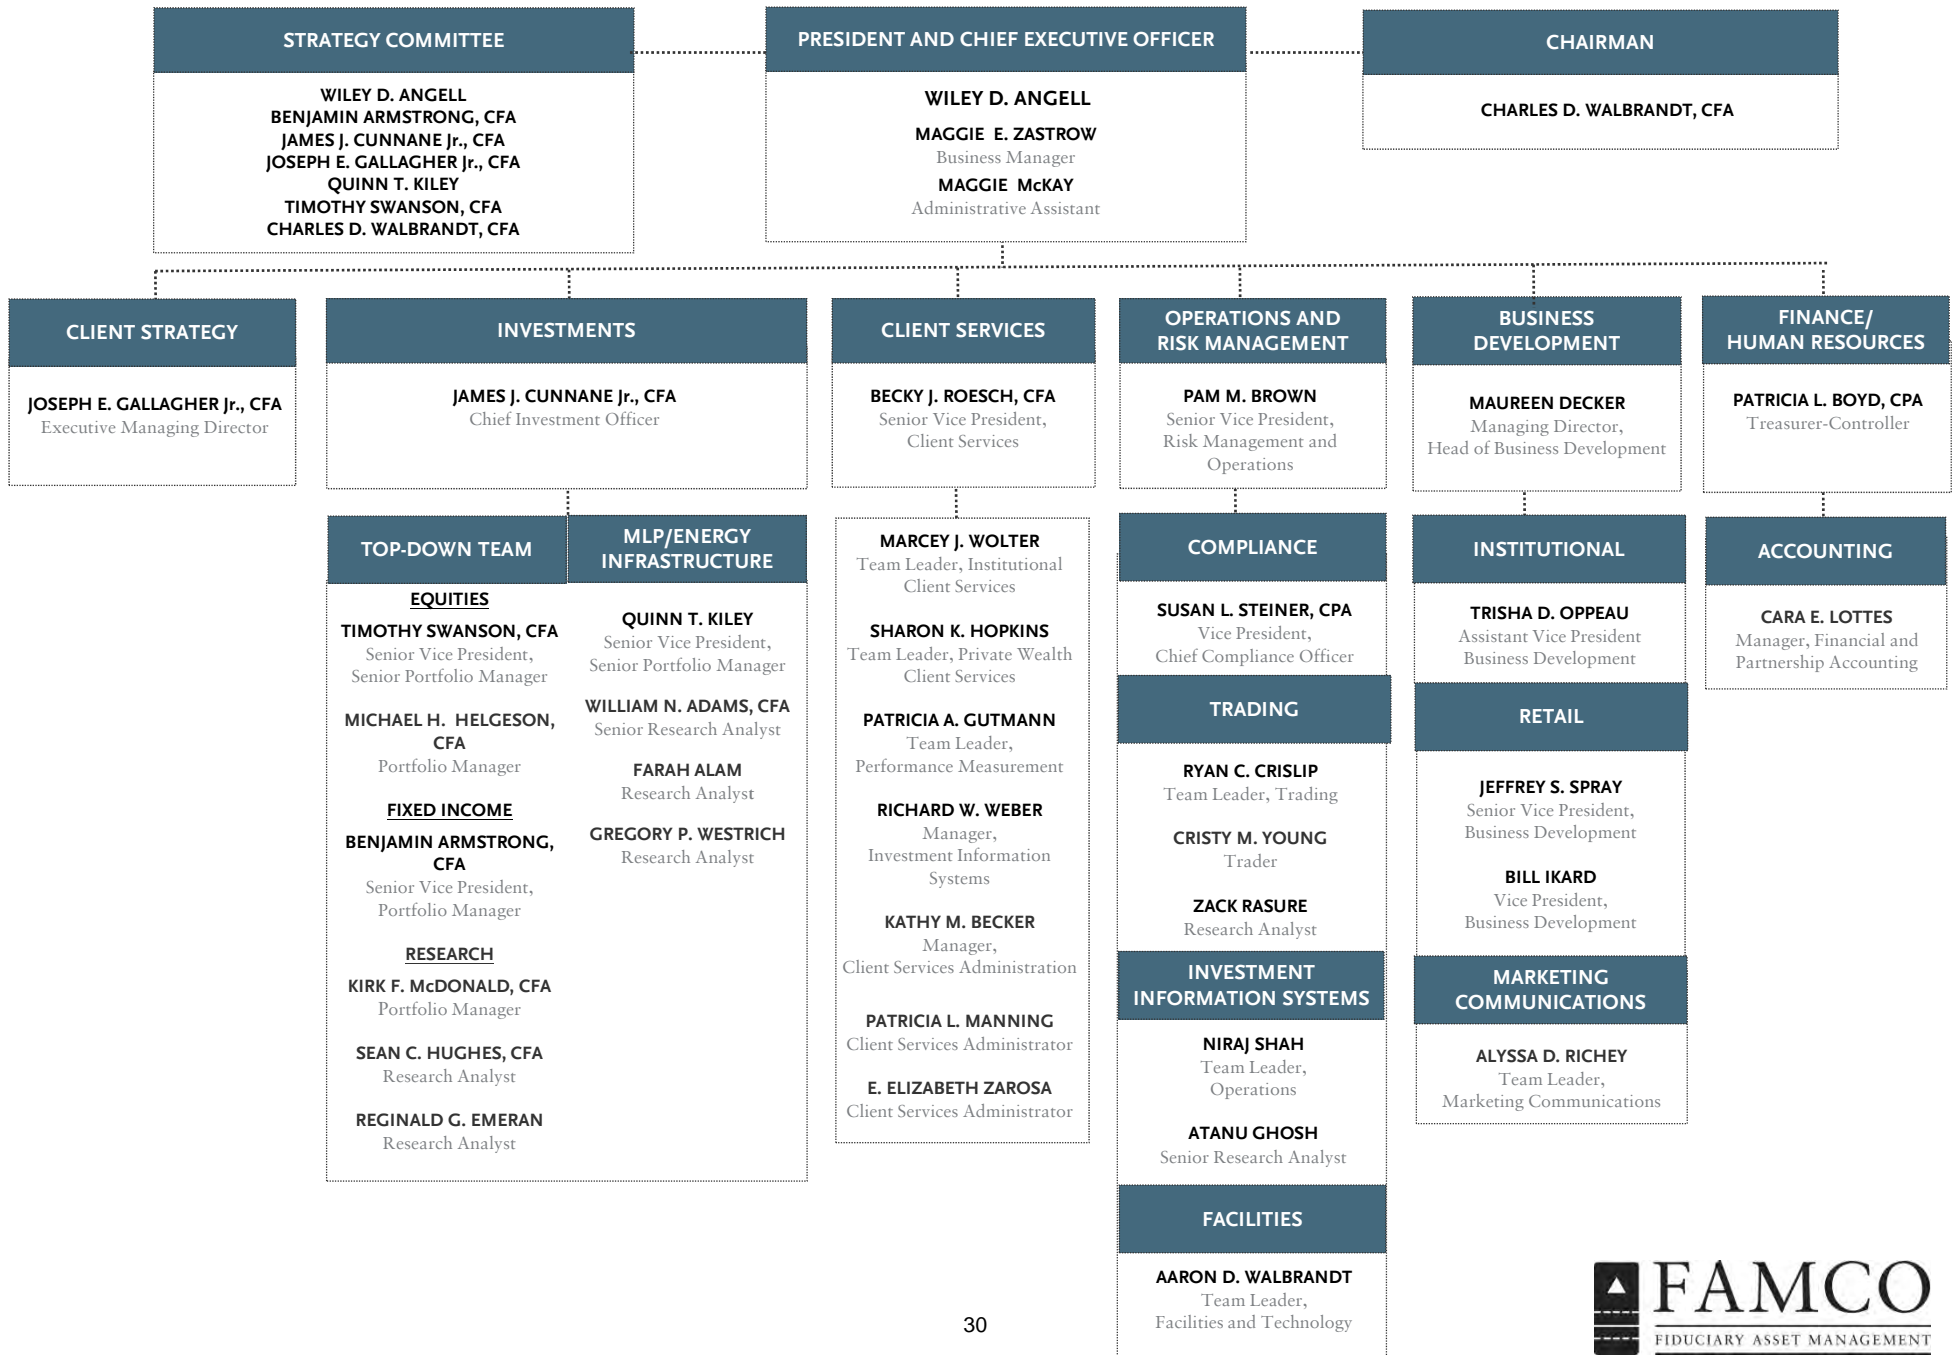 STRATEGY COMMITTEE
WILEY D. ANGELL
BENJAMIN ARMSTRONG, CFA
JAMES J. CUNNANE Jr., CFA
JOSEPH E. GALLAGHER Jr., CFA
QUINN T. KILEY
TIMOTHY SWANSON, CFA
CHARLES D. WALBRANDT, CFA
PRESIDENT AND CHIEF EXECUTIVE OFFICER
WILEY D. ANGELL
MAGGIE E. ZASTROW
Business Manager
MAGGIE McKAY
Administrative Assistant
CHAIRMAN
CHARLES D. WALBRANDT, CFA
CLIENT STRATEGY
JOSEPH E. GALLAGHER Jr., CFA
Executive Managing Director
INVESTMENTS
JAMES J. CUNNANE Jr., CFA
Chief Investment Officer
TOP-DOWN TEAM
EQUITIES
TIMOTHY SWANSON, CFA
Senior Vice President,
Senior Portfolio Manager
MICHAEL H. HELGESON,
CFA
Portfolio Manager
FIXED INCOME
BENJAMIN ARMSTRONG,
CFA
Senior Vice President,
Portfolio Manager
RESEARCH
KIRK F. McDONALD, CFA
Portfolio Manager
SEAN C. HUGHES, CFA
Research Analyst
REGINALD G. EMERAN
Research Analyst
MLP/ENERGY
INFRASTRUCTURE
QUINN T. KILEY
Senior Vice President,
Senior Portfolio Manager
WILLIAM N. ADAMS, CFA
Senior Research Analyst
FARAH ALAM
Research Analyst
GREGORY P. WESTRICH
Research Analyst
CLIENT SERVICES
BECKY J. ROESCH, CFA
Senior Vice President,
Client Services
MARCEY J. WOLTER
Team Leader, Institutional
Client Services
SHARON K. HOPKINS
Team Leader, Private Wealth
Client Services
PATRICIA A. GUTMANN
Team Leader,
Performance Measurement
RICHARD W. WEBER
Manager,
Investment Information
Systems
KATHY M. BECKER
Manager,
Client Services Administration
PATRICIA L. MANNING
Client Services Administrator
E. ELIZABETH ZAROSA
Client Services Administrator
OPERATIONS AND
RISK MANAGEMENT
PAM M. BROWN
Senior Vice President,
Risk Management and
Operations
COMPLIANCE
SUSAN L. STEINER, CPA
Vice President,
Chief Compliance Officer
TRADING
RYAN C. CRISLIP
Team Leader, Trading
CRISTY M. YOUNG
Trader
ZACK RASURE
Research Analyst
INVESTMENT
INFORMATION SYSTEMS
NIRAJ SHAH
Team Leader,
Operations
ATANU GHOSH
Senior Research Analyst
FACILITIES
AARON D. WALBRANDT
Team Leader,
Facilities and Technology
BUSINESS
DEVELOPMENT
MAUREEN DECKER
Managing Director,
Head of Business Development
INSTITUTIONAL
TRISHA D. OPPEAU
Assistant Vice President
Business Development
RETAIL
JEFFREY S. SPRAY
Senior Vice President,
Business Development
BILL IKARD
Vice President,
Business Development
MARKETING
COMMUNICATIONS
ALYSSA D. RICHEY
Team Leader,
Marketing Communications
FINANCE/
HUMAN RESOURCES
PATRICIA L. BOYD, CPA
Treasurer-Controller
ACCOUNTING
CARA E. LOTTES
Manager, Financial and
Partnership Accounting
30
FAMCO
FIDUCIARY ASSET MANAGEMENT